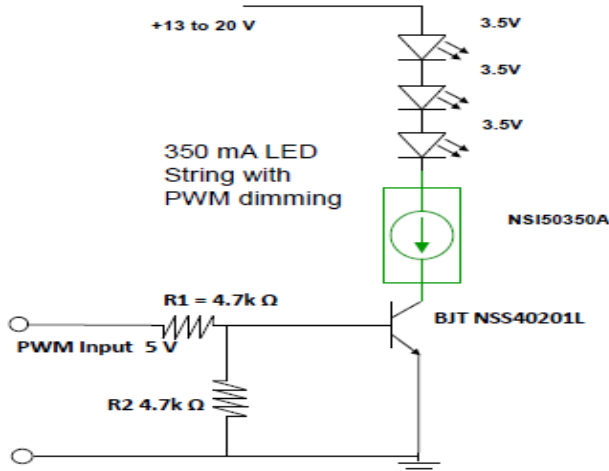 +13 to 20 V
3.5V
3.5V
3.5V
350 mA LED
String with
PWM dimming
NSI50350A
R1 = 4.7k Ω
BJT NSS40201L
PWM Input 5 V
R2 4.7k Ω